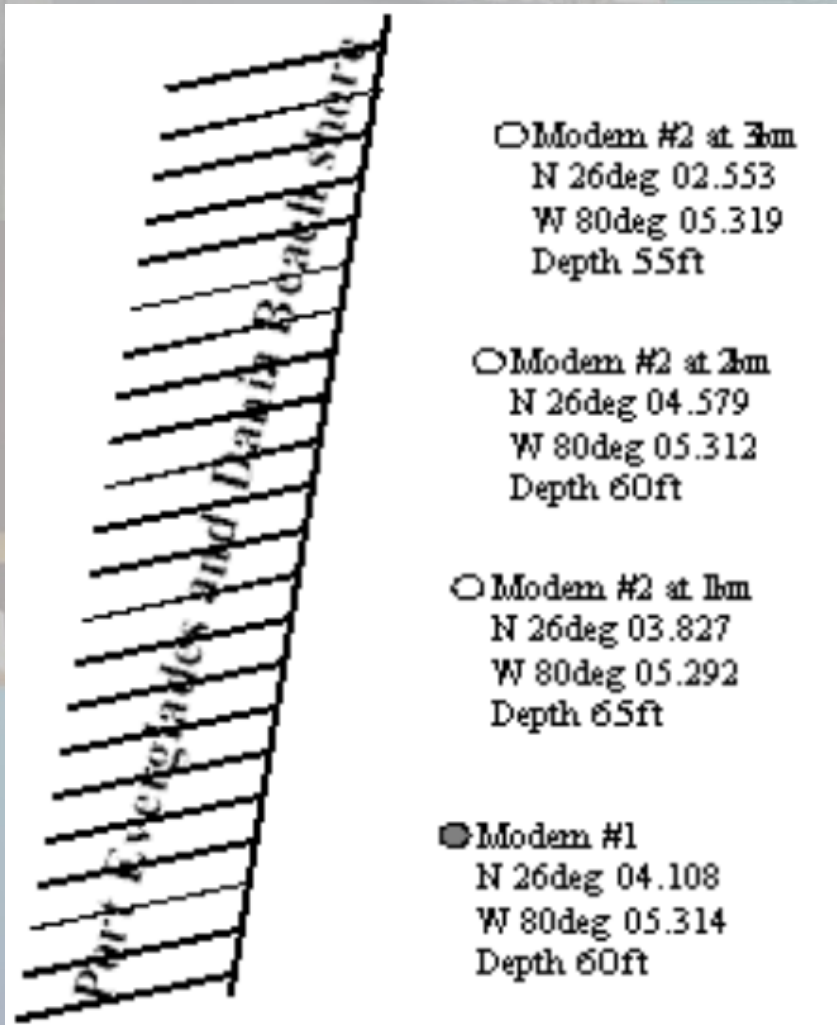 Port Everglades and Dania Beach shore
Modem #2 at 3km
N 26deg 02.553
W 80deg 05.319
Depth 55ft
Modem #2 at 2km
N 26deg 04.579
W 80deg 05.312
Depth 60ft
Modem #2 at 1km
N 26deg 03.827
W 80deg 05.292
Depth 65ft
Modem #1
N 26deg 04.108
W 80deg 05.314
Depth 60ft